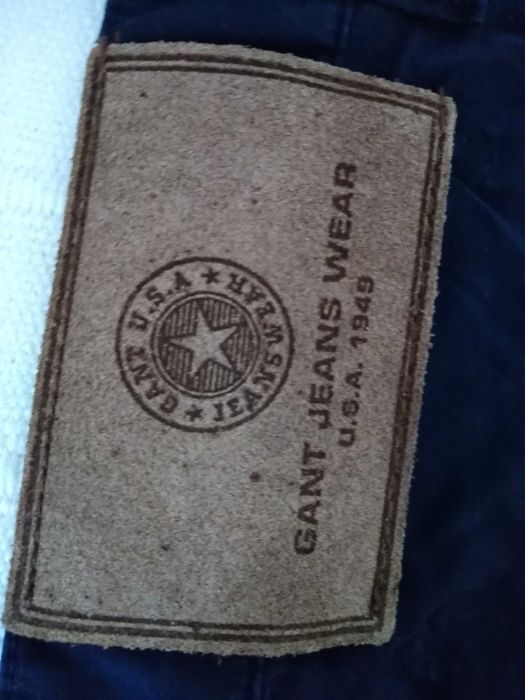 GANT U.S.A ★ JEANS WEAR ★
GANT JEANS WEAR
U.S.A. 1949